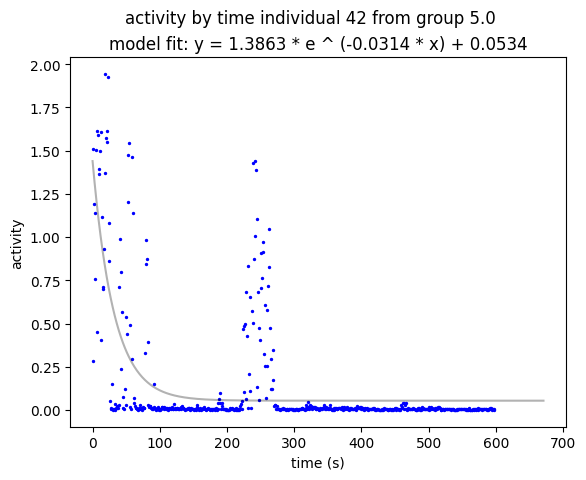 activity by time individual 42 from group 5.0
model fit: y = 1.3863 * e ^ (-0.0314 * x) + 0.0534
2.00
1.75
1.50
1.25
1.00
0.75
0.50
0.25
0.00
activity
0 100 200 300 400 500 600 700
time (s)